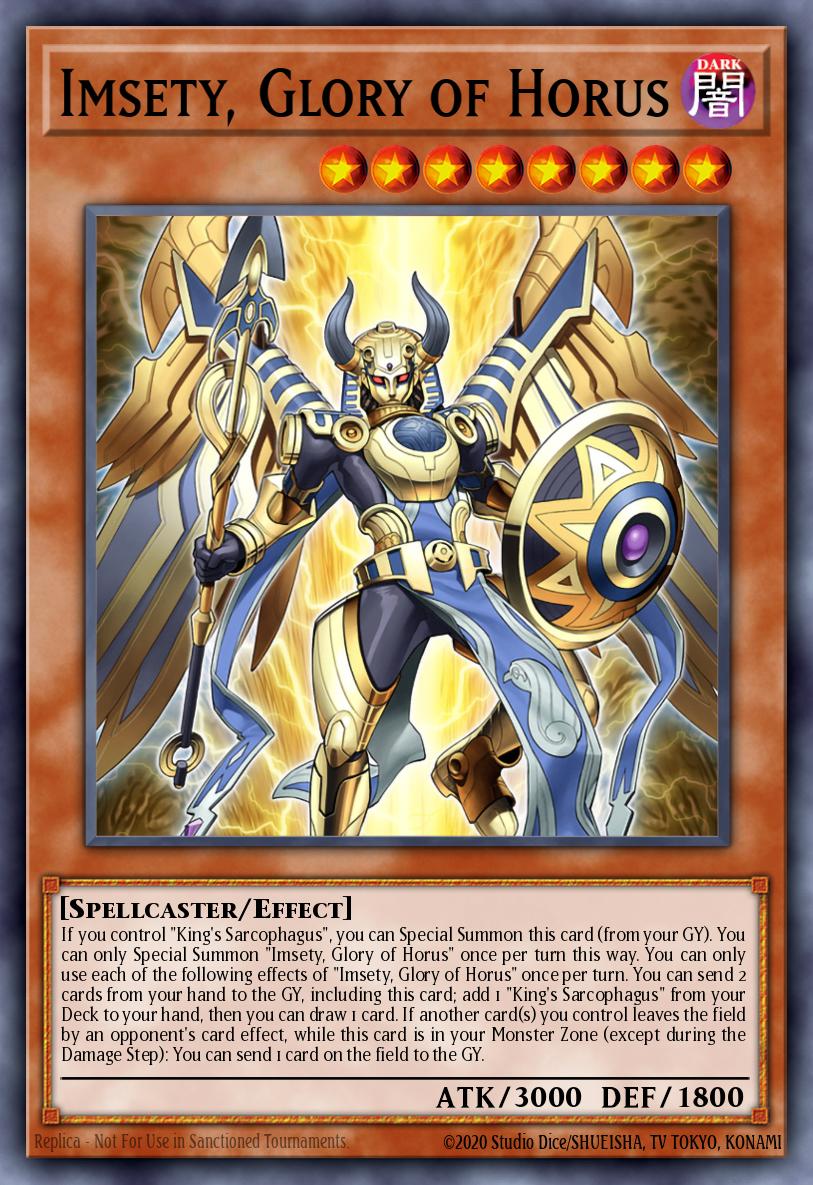 Imsety, Glory of Horus
DARK
闇
[Spellcaster/Effect]
If you control "King's Sarcophagus", you can Special Summon this card (from your GY). You
can only Special Summon "Imsety, Glory of Horus" once per turn this way. You can only
use each of the following effects of "Imsety, Glory of Horus" once per turn. You can send 2
cards from your hand to the GY, including this card; add 1 "King's Sarcophagus" from your
Deck to your hand, then you can draw 1 card. If another card(s) you control leaves the field
by an opponent's card effect, while this card is in your Monster Zone (except during the
Damage Step): You can send 1 card on the field to the GY.
ATK/3000 DEF/1800
Replica - Not For Use in Sanctioned Tournaments.
©2020 Studio Dice/SHUEISHA, TV TOKYO, KONAMI